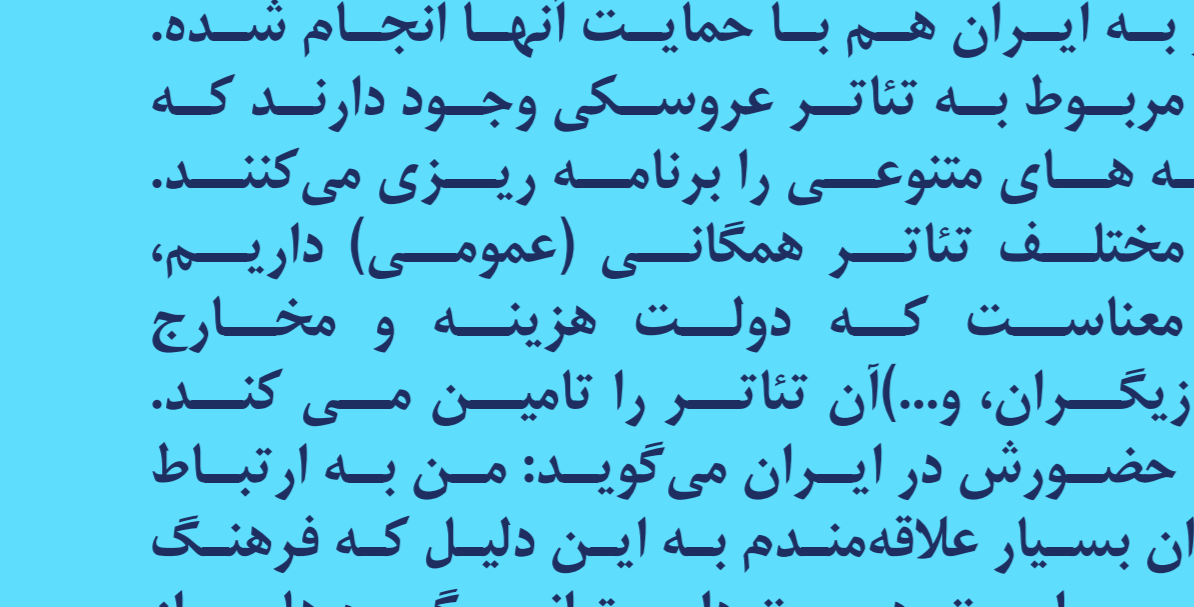 به ایران هم با حمایت آنها انجام شده.
مربوط به تئاتر عروسکی وجود دارند که
های متنوعی را برنامه ریزی می‌کنند.
مختلف تئاتر همگانی (عمومی) داریم،
معناست که دولت هزینه و مخارج
زیگران، و...)آن تئاتر را تامین می کند.
حضورش در ایران می‌گوید: من به ارتباط
ان بسیار علاقه‌مندم به این دلیل که فرهنگ